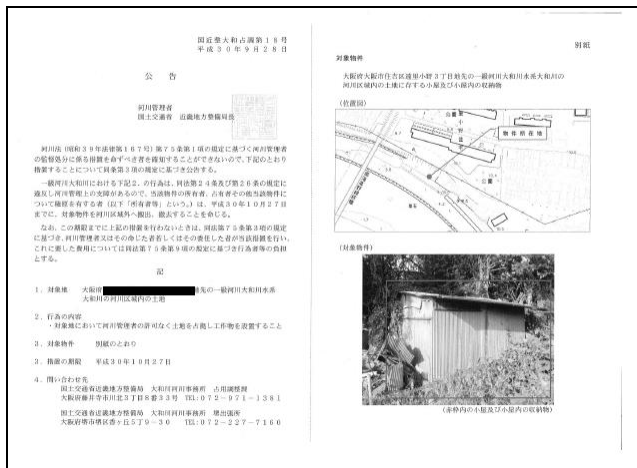 国近整大和占調第18号
平成30年9月28日
公告
河川管理者
国土交通省 近畿地方整備局長
河川法(昭和39年法律第167号)第75条第1項の規定に基づく河川管理者
の監督処分に係る措置を命ずべき者を確知することができないので、下記のとおり
措置することについて同条第3項の規定に基づき公告する。
一級河川大和川における下記2.の行為は、同法第24条及び第26条の規定に
違反し河川管理上の支障があるので、当該物件の所有者、占有者その他当該物件に
ついて権原を有する者(以下「所有者等」という。)は、平成30年10月27日
までに、対象物件を河川区域外へ搬出、撤去することを命じる。
なお、この期限までに上記の措置を行わないときは、同法第75条第3項の規定
に基づき、河川管理者又はその命じた者若しくはその委任した者が当該措置を行い、
これに要した費用については同法第75条第9項の規定に基づき行為者等の負担
とする。
記
1.対象地 大阪府 地先の一級河川大和川水系
大和川の河川区域内の土地
2.行為の内容
・対象地において河川管理者の許可なく土地を占拠し工作物を設置すること
3.対象物件 別紙のとおり
3.措置の期限 平成30年10月27日
4.問い合わせ先
国土交通省近畿地方整備局 大和川河川事務所 占用調整課
大阪府藤井寺市川北3丁目8番33号 TEL:072-971-1381
国土交通省近畿地方整備局 大和川河川事務所 堺出張所
大阪府堺市堺区香ヶ丘5丁9-30 TEL:072-227-7166
別紙
対象物件
大阪府大阪市住吉区遠里小野3丁目地先の一級河川大和川水系大和川の
河川区域内の土地に存する小屋及び小屋内の収納物
(位置図)
公園
物件所在地
(対象物件)
(赤枠内の小屋及び小屋内の収納物)